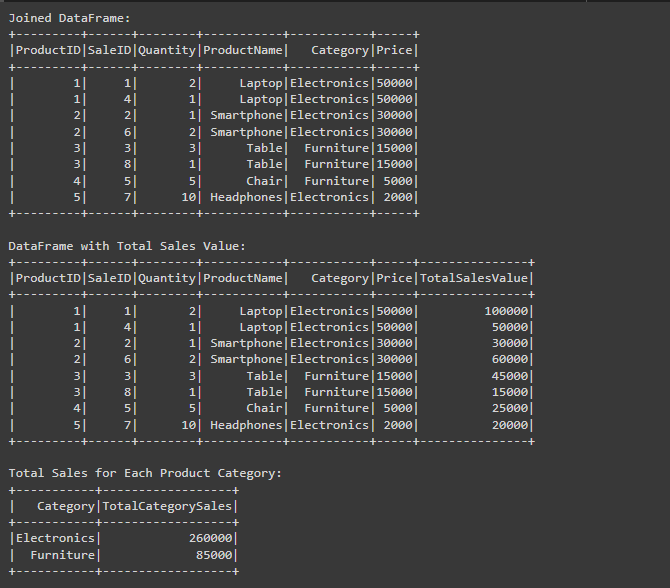 Joined DataFrame:
+---------+------+--------+-----------+-----------+-----+
|ProductID|SaleID|Quantity|ProductName|   Category|Price|
+---------+------+--------+-----------+-----------+-----+
|        1|     1|       2|     Laptop|Electronics|50000|
|        1|     4|       1|     Laptop|Electronics|50000|
|        2|     2|       1| Smartphone|Electronics|30000|
|        2|     6|       2| Smartphone|Electronics|30000|
|        3|     3|       3|      Table|  Furniture|15000|
|        3|     8|       1|      Table|  Furniture|15000|
|        4|     5|       5|      Chair|  Furniture| 5000|
|        5|     7|      10| Headphones|Electronics| 2000|
+---------+------+--------+-----------+-----------+-----+
DataFrame with Total Sales Value:
+---------+------+--------+-----------+-----------+-----+---------------+
|ProductID|SaleID|Quantity|ProductName|   Category|Price|TotalSalesValue|
+---------+------+--------+-----------+-----------+-----+---------------+
|        1|     1|       2|     Laptop|Electronics|50000|         100000|
|        1|     4|       1|     Laptop|Electronics|50000|          50000|
|        2|     2|       1| Smartphone|Electronics|30000|          30000|
|        2|     6|       2| Smartphone|Electronics|30000|          60000|
|        3|     3|       3|      Table|  Furniture|15000|          45000|
|        3|     8|       1|      Table|  Furniture|15000|          15000|
|        4|     5|       5|      Chair|  Furniture| 5000|          25000|
|        5|     7|      10| Headphones|Electronics| 2000|          20000|
+---------+------+--------+-----------+-----------+-----+---------------+
Total Sales for Each Product Category:
+-----------+------------------+
|   Category|TotalCategorySales|
+-----------+------------------+
|Electronics|            260000|
|  Furniture|             85000|
+-----------+------------------+